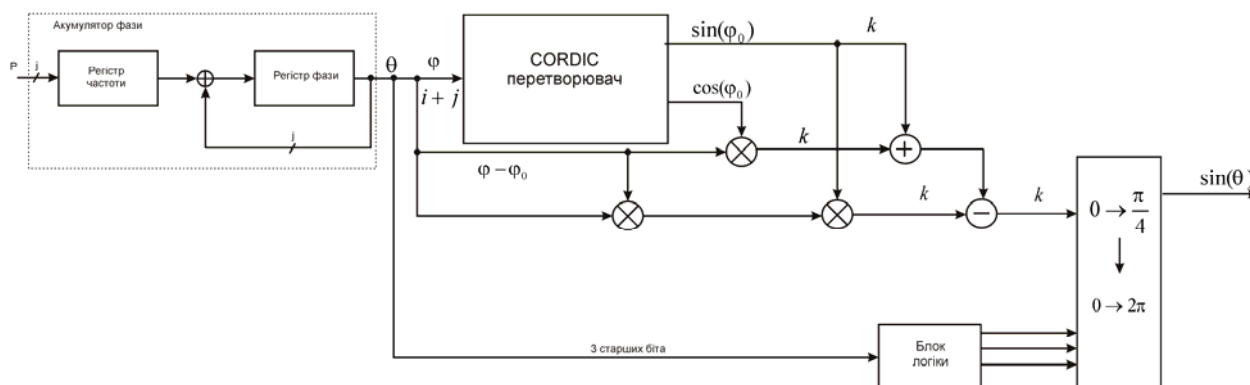 Акумулятор фази
P
j
Регістр
частоти
Регістр фази
j
θ
φ
i + j
CORDIC
перетворювач
sin(φ₀)
k
cos(φ₀)
k
φ − φ₀
k
k
0 → π/4
0 → 2π
sin(θ)
3 старших біта
Блок
логіки